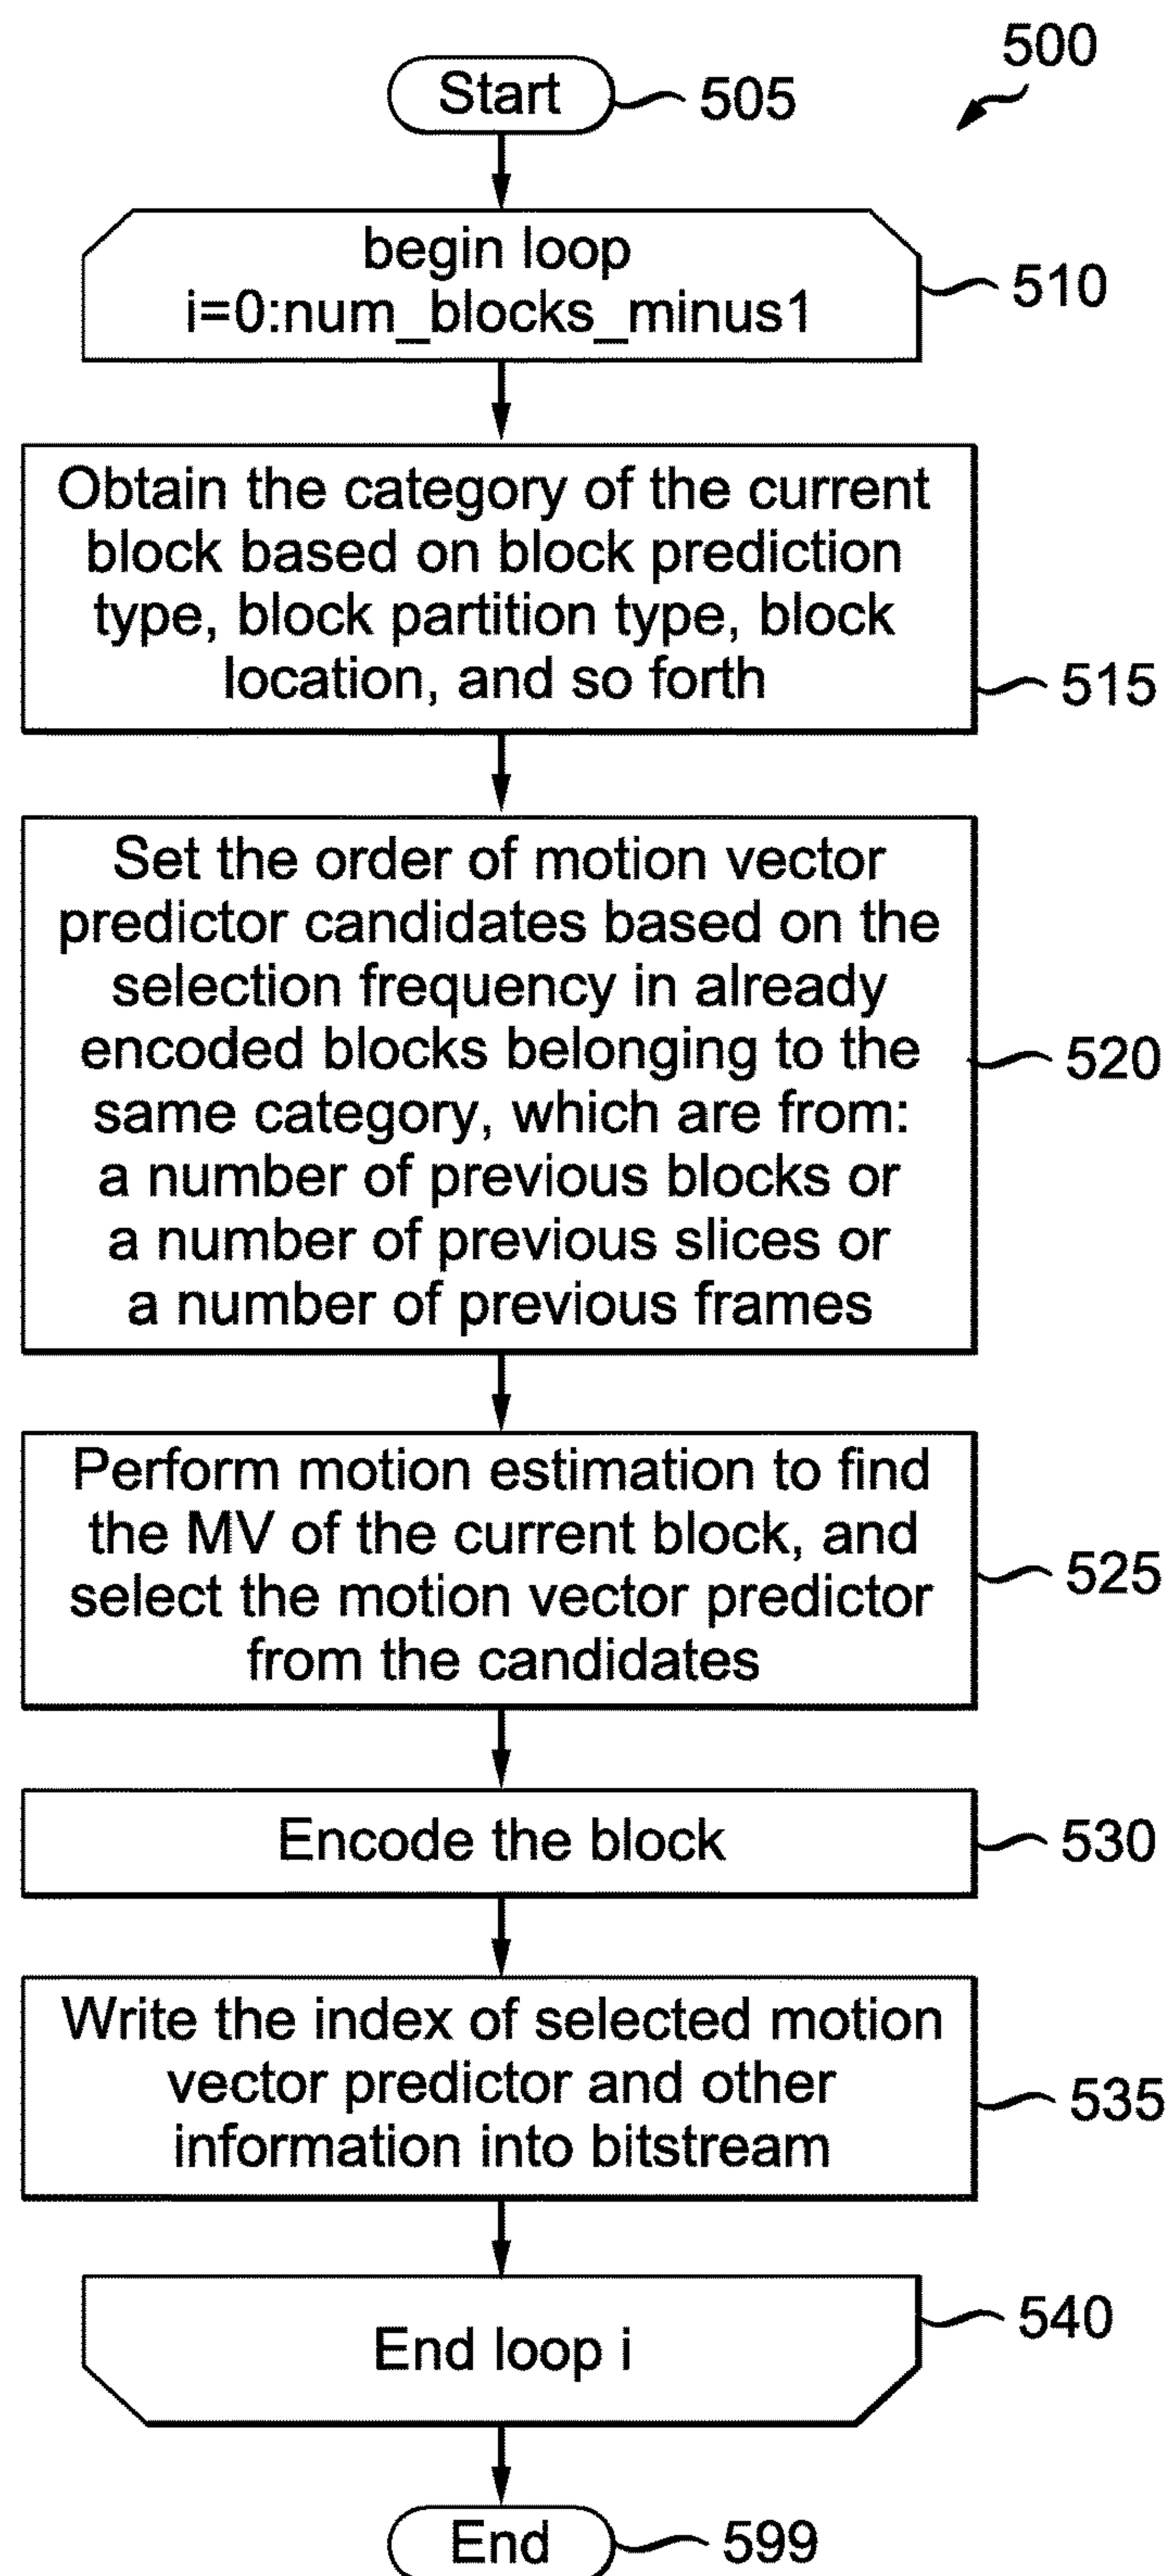 500
Start
505
begin loop
i=0:num_blocks_minus1
510
Obtain the category of the current
block based on block prediction
type, block partition type, block
location, and so forth
515
Set the order of motion vector
predictor candidates based on the
selection frequency in already
encoded blocks belonging to the
same category, which are from:
a number of previous blocks or
a number of previous slices or
a number of previous frames
520
Perform motion estimation to find
the MV of the current block, and
select the motion vector predictor
from the candidates
525
Encode the block
530
Write the index of selected motion
vector predictor and other
information into bitstream
535
End loop i
540
End
599